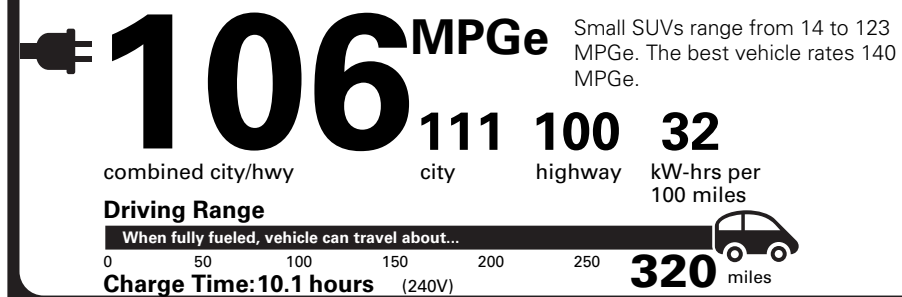 106 MPGe
Small SUVs range from 14 to 123
MPGe. The best vehicle rates 140
MPGe.
111 100 32
combined city/hwy city highway kW-hrs per
100 miles
Driving Range
When fully fueled, vehicle can travel about...
0 50 100 150 200 250 320 miles
Charge Time: 10.1 hours (240V)